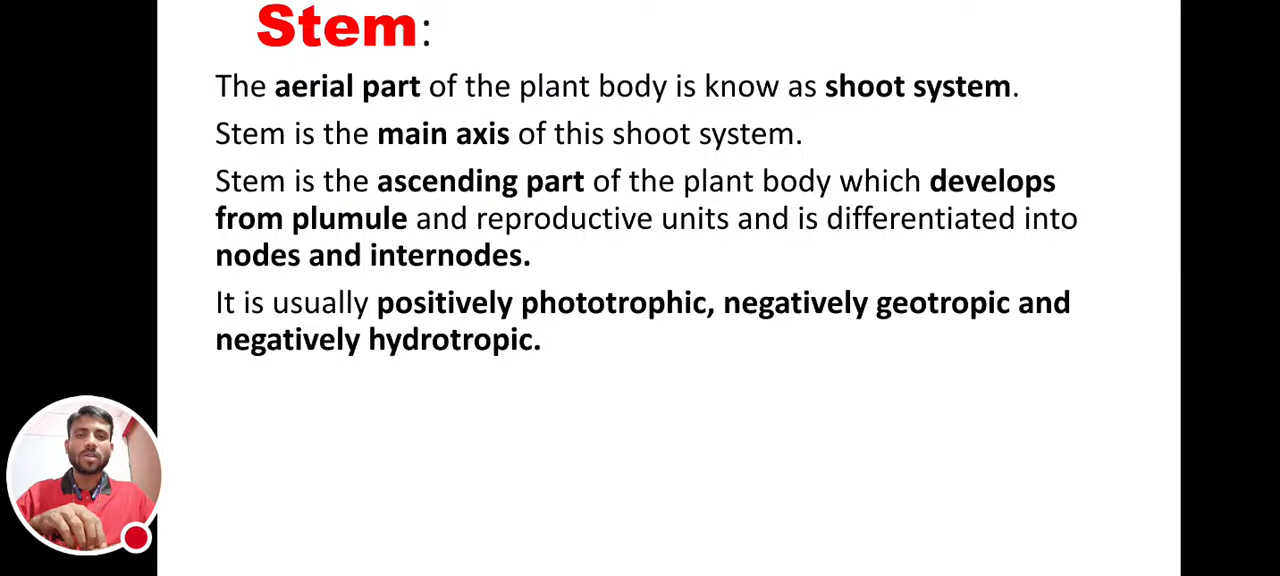 Stem:
The aerial part of the plant body is know as shoot system.
Stem is the main axis of this shoot system.
Stem is the ascending part of the plant body which develops
from plumule and reproductive units and is differentiated into
nodes and internodes.
It is usually positively phototrophic, negatively geotropic and
negatively hydrotropic.